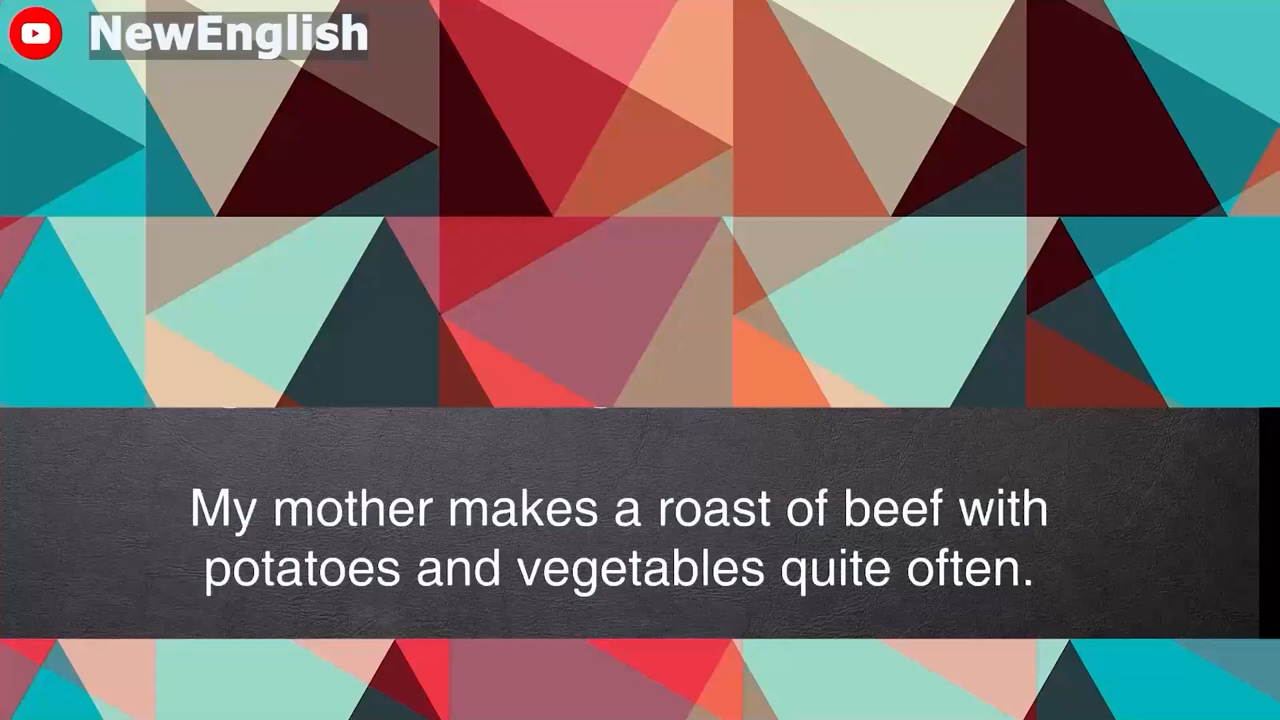 NewEnglish
My mother makes a roast of beef with
potatoes and vegetables quite often.